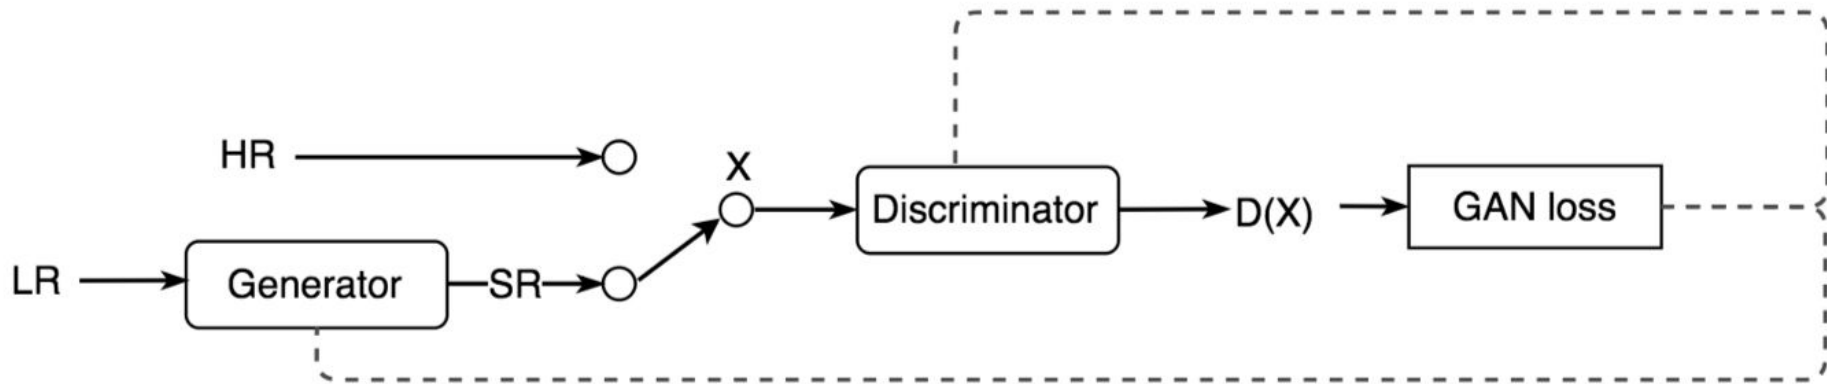 HR
X
Discriminator
D(X)
GAN loss
LR
Generator
SR